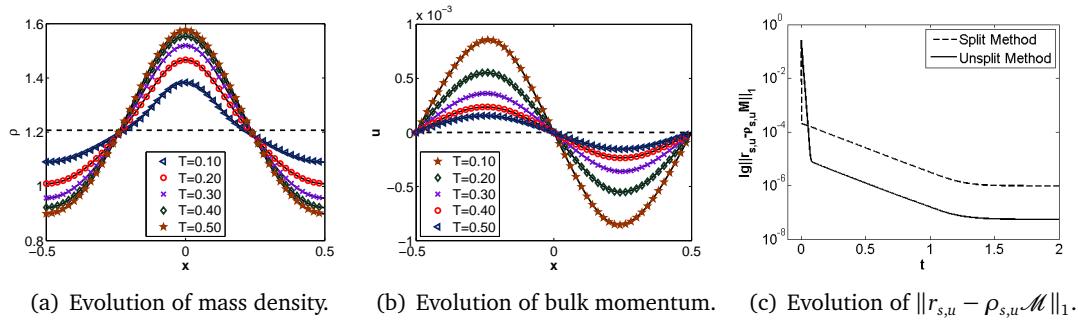 1.6
1.4
1.2
1
0.8
ρ
T=0.10
T=0.20
T=0.30
T=0.40
T=0.50
−0.5
0
0.5
x
x 10⁻³
1
0.5
0
−0.5
−1
u
T=0.10
T=0.20
T=0.30
T=0.40
T=0.50
−0.5
0
0.5
x
10⁰
10⁻²
10⁻⁴
10⁻⁶
10⁻⁸
lg||r_{s,u}-ρ_{s,u}M||_1
Split Method
Unsplit Method
0
0.5
1
1.5
2
t
(a) Evolution of mass density.
(b) Evolution of bulk momentum.
(c) Evolution of ∥r_{s,u} − ρ_{s,u}ℳ∥_1.